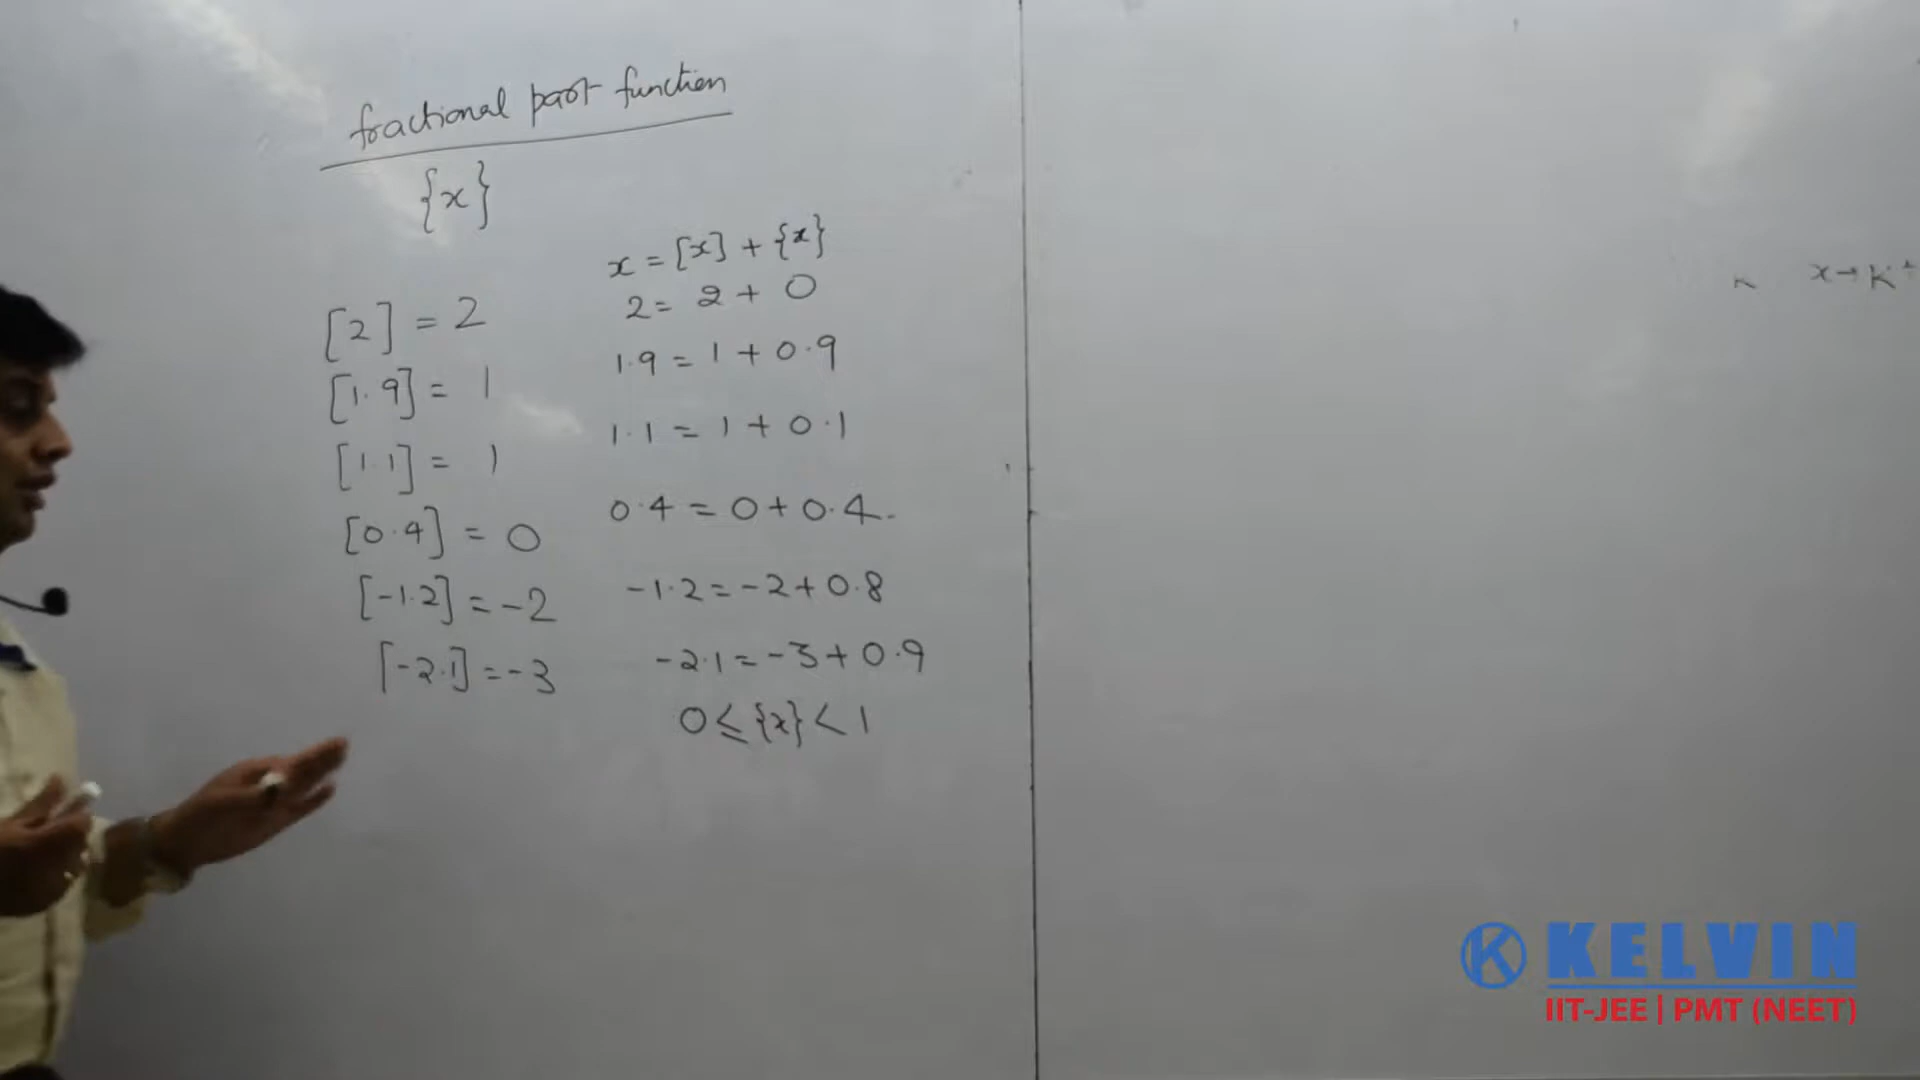 fractional part function
{x}
[2] = 2
[1.9] = 1
[1.1] = 1
[0.4] = 0
[-1.2] = -2
[-2.1] = -3
x = [x] + {x}
2 = 2 + 0
1.9 = 1 + 0.9
1.1 = 1 + 0.1
0.4 = 0 + 0.4.
-1.2 = -2 + 0.8
-2.1 = -3 + 0.9
0 ≤ {x} < 1
x → K+
KELVIN
IIT-JEE | PMT (NEET)